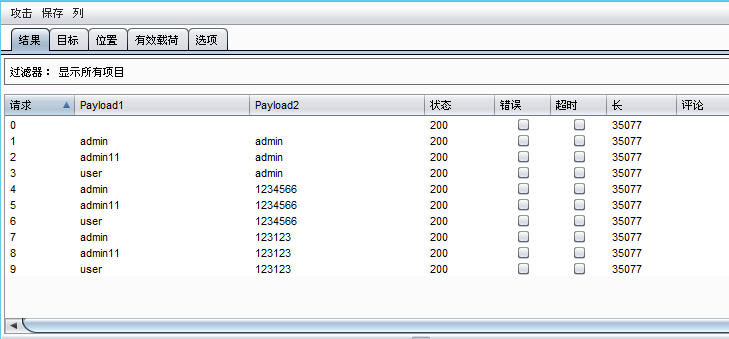 攻击 保存 列
结果 目标 位置 有效载荷 选项
过滤器： 显示所有项目
请求 Payload1 Payload2 状态 错误 超时 长 评论
0 200 35077
1 admin admin 200 35077
2 admin11 admin 200 35077
3 user admin 200 35077
4 admin 1234566 200 35077
5 admin11 1234566 200 35077
6 user 1234566 200 35077
7 admin 123123 200 35077
8 admin11 123123 200 35077
9 user 123123 200 35077